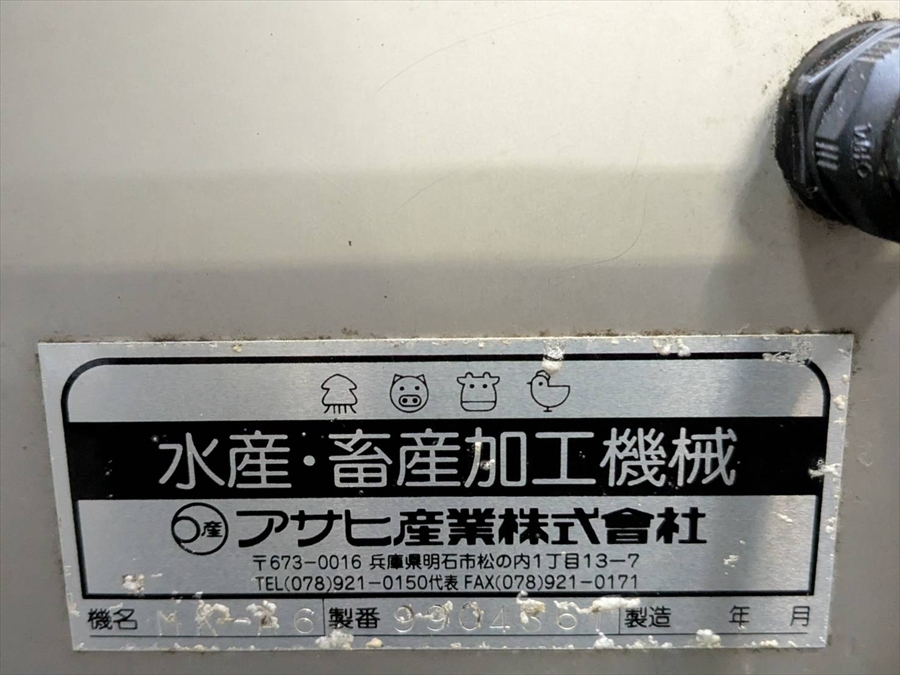 水産・畜産加工機械
アサヒ産業株式會社
〒673-0016 兵庫県明石市松の内1丁目13-7
TEL(078)921-0150代表 FAX(078)921-0171
機名 製番 製造 年 月